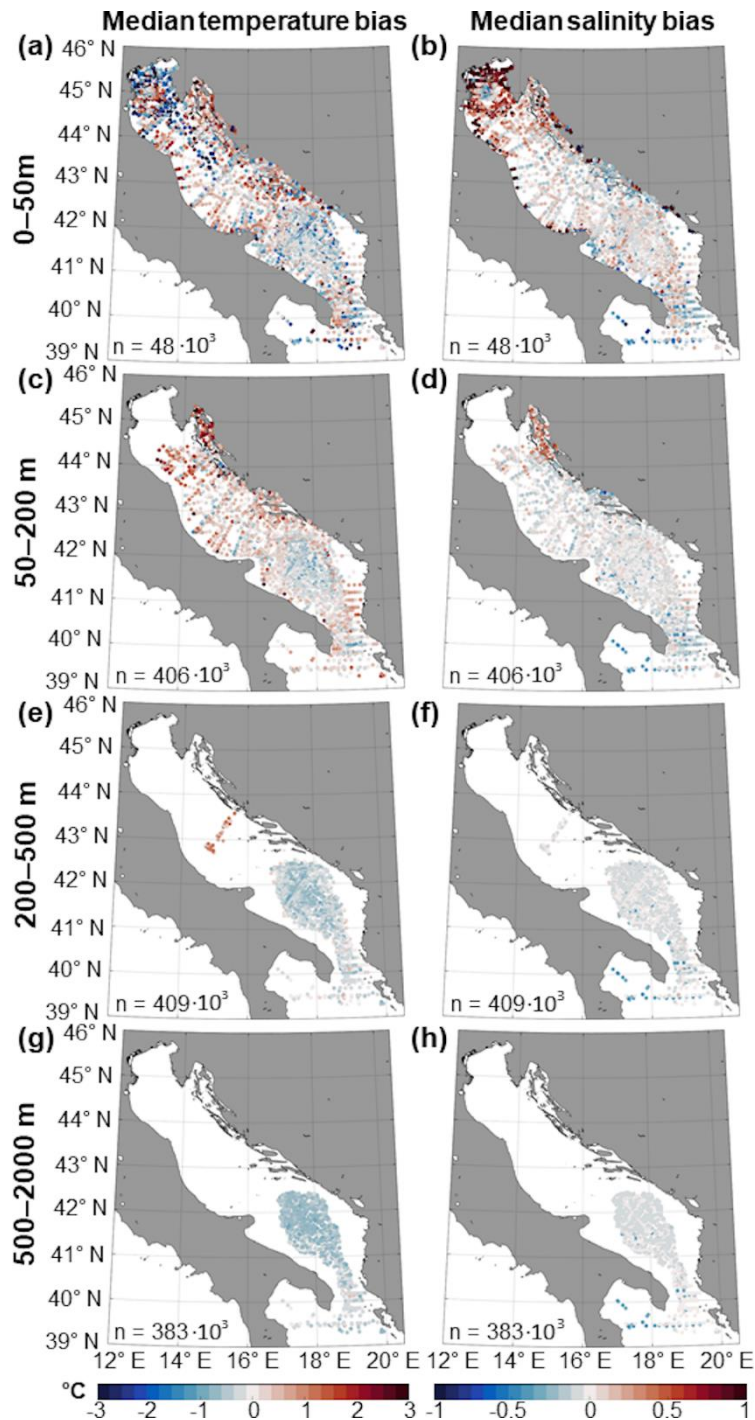 Median temperature bias Median salinity bias
(a) (b)
46° N
45° N
44° N
43° N
42° N
41° N
40° N
39° N
0–50m
n = 48·10³ n = 48·10³
(c) (d)
46° N
45° N
44° N
43° N
42° N
41° N
40° N
39° N
50–200 m
n = 406·10³ n = 406·10³
(e) (f)
46° N
45° N
44° N
43° N
42° N
41° N
40° N
39° N
200–500 m
n = 409·10³ n = 409·10³
(g) (h)
46° N
45° N
44° N
43° N
42° N
41° N
40° N
39° N
500–2000 m
n = 383·10³ n = 383·10³
12° E 14° E 16° E 18° E 20° E 12° E 14° E 16° E 18° E 20° E
°C
-3 -2 -1 0 1 2 3 -1 -0.5 0 0.5 1